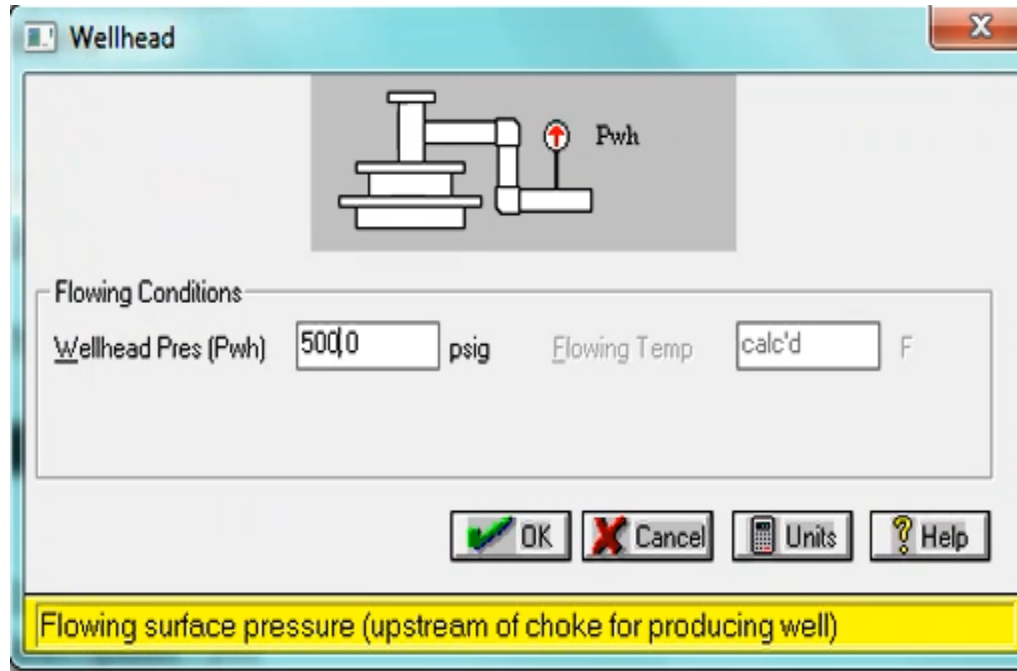 Wellhead
Pwh
Flowing Conditions
Wellhead Pres (Pwh) 500.0 psig Flowing Temp calc'd F
OK Cancel Units Help
Flowing surface pressure (upstream of choke for producing well)